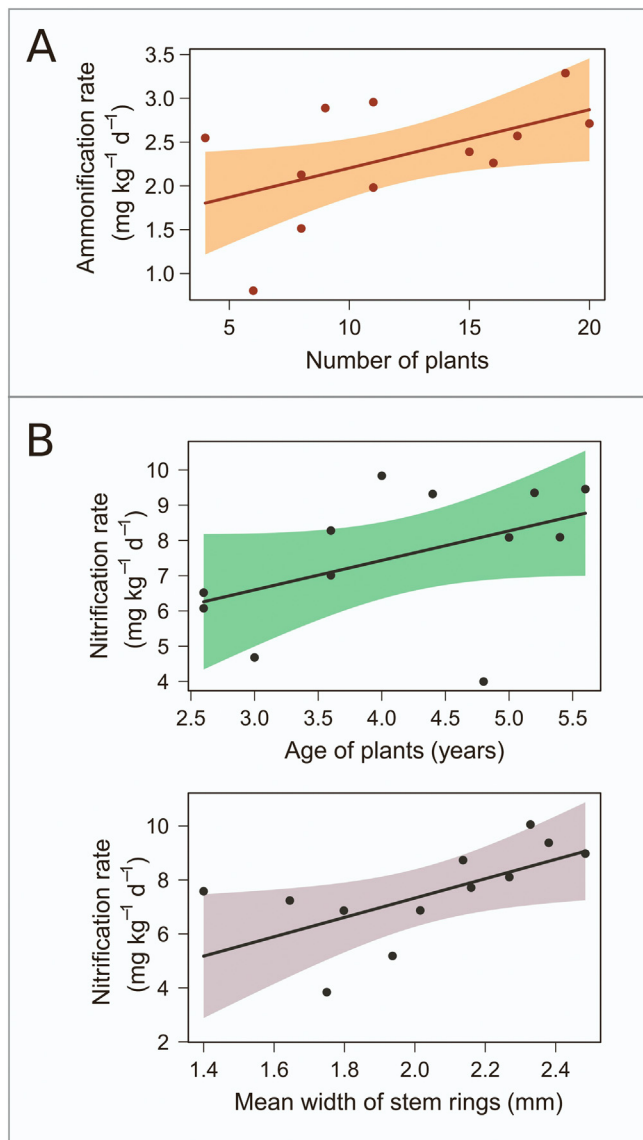 A
Ammonification rate
(mg kg⁻¹ d⁻¹)
3.5
3.0
2.5
2.0
1.5
1.0
5 10 15 20
Number of plants
B
Nitrification rate
(mg kg⁻¹ d⁻¹)
10
9
8
7
6
5
4
2.5 3.0 3.5 4.0 4.5 5.0 5.5
Age of plants (years)
Nitrification rate
(mg kg⁻¹ d⁻¹)
10
8
6
4
2
1.4 1.6 1.8 2.0 2.2 2.4
Mean width of stem rings (mm)